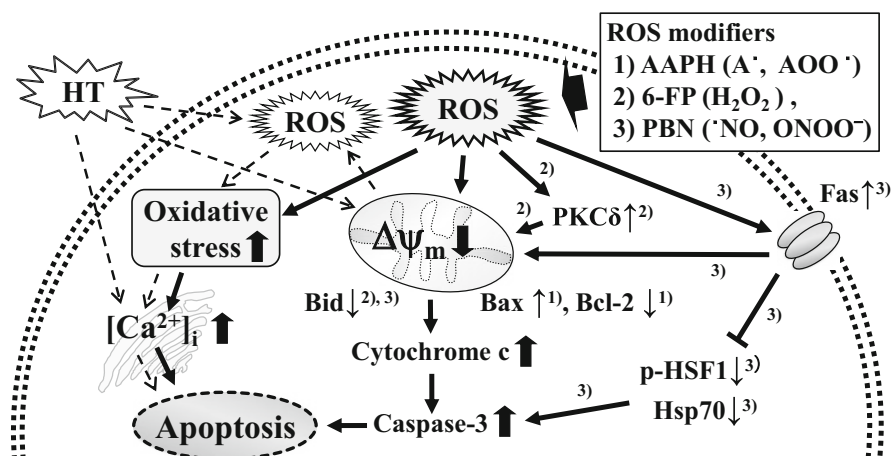 ROS modifiers
1) AAPH (A˙, AOO˙)
2) 6-FP (H₂O₂) ,
3) PBN (˙NO, ONOO⁻)
HT
ROS
ROS
2)
3)
Fas↑³⁾
Oxidative
stress
Δψm
2)
PKCδ↑²⁾
3)
Bid↓²⁾, ³⁾
Bax ↑¹⁾, Bcl-2 ↓¹⁾
3)
[Ca²⁺]i
Cytochrome c
p-HSF1↓³⁾
Hsp70↓³⁾
3)
Apoptosis
Caspase-3